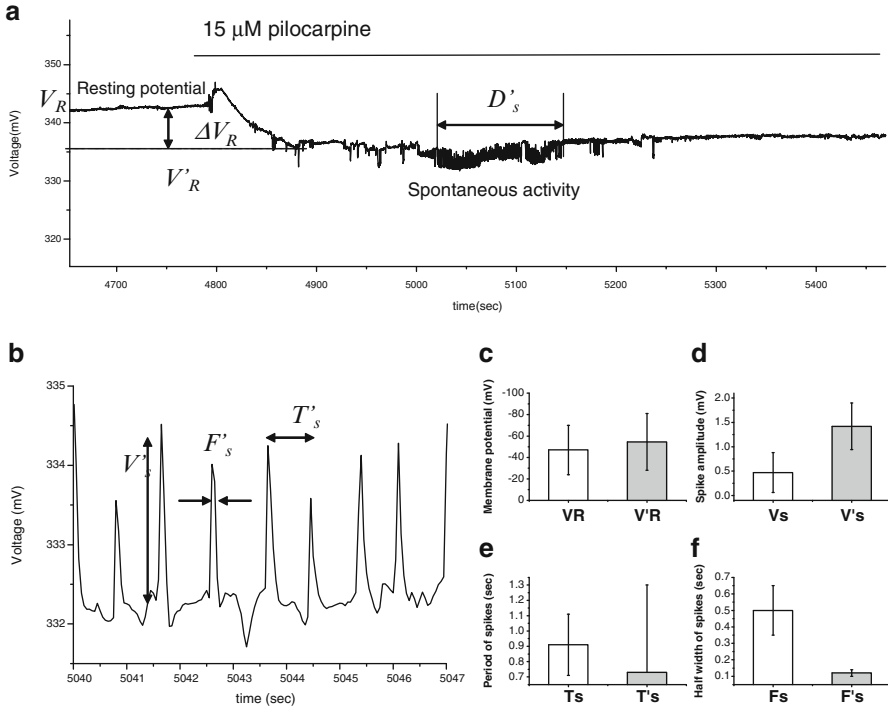 a
15 µM pilocarpine
350
Resting potential
V_R
D'_s
340
ΔV_R
Voltage(mV)
V'_R
330
Spontaneous activity
320
4700 4800 4900 5000 5100 5200 5300 5400
time(sec)
b
335
T'_s
F'_s
334
V'_s
Voltage (mV)
333
332
5040 5041 5042 5043 5044 5045 5046 5047
time (sec)
c
-100
-80
-60
-40
-20
0
Membrane potential (mV)
VR V'R
d
2.0
1.5
1.0
0.5
0.0
Spike amplitude (mV)
Vs V's
e
1.4
1.3
1.2
1.1
1.0
0.9
0.8
0.7
Period of spikes (sec)
Ts T's
f
0.7
0.6
0.5
0.4
0.3
0.2
0.1
Half width of spikes (sec)
Fs F's